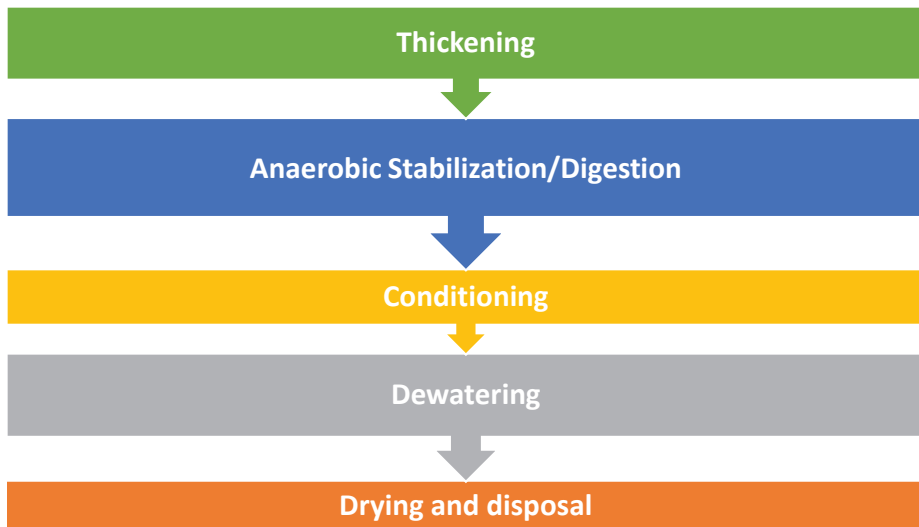 Thickening
Anaerobic Stabilization/Digestion
Conditioning
Dewatering
Drying and disposal